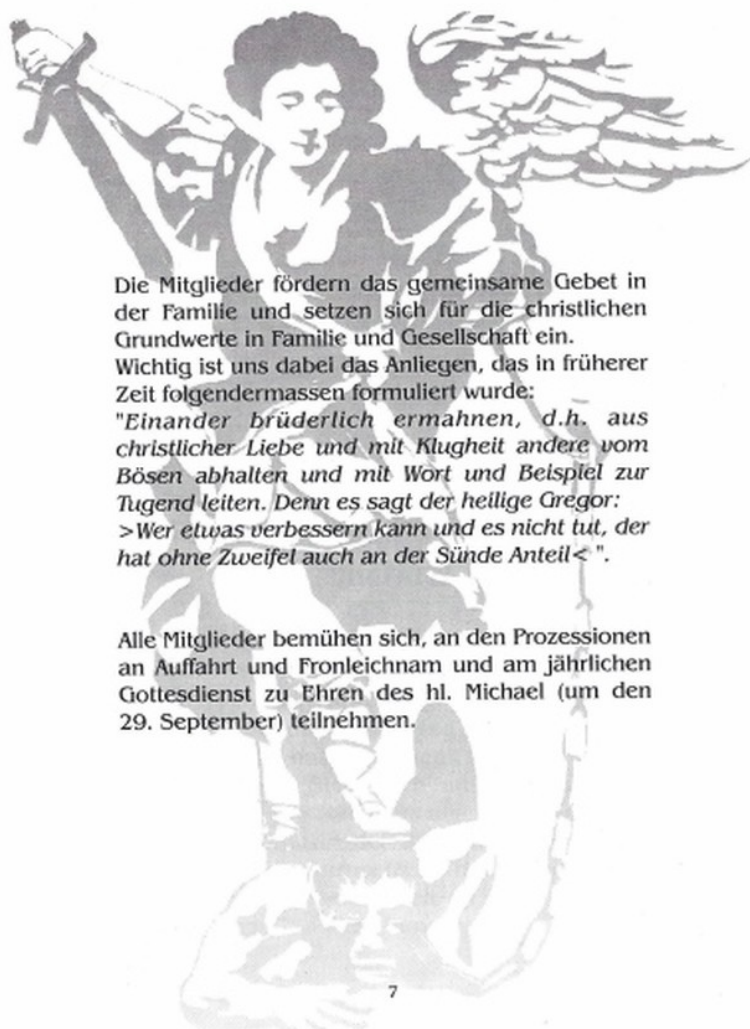 Die Mitglieder fördern das gemeinsame Gebet in
der Familie und setzen sich für die christlichen
Grundwerte in Familie und Gesellschaft ein.
Wichtig ist uns dabei das Anliegen, das in früherer
Zeit folgendermassen formuliert wurde:
"Einander brüderlich ermahnen, d.h. aus
christlicher Liebe und mit Klugheit andere vom
Bösen abhalten und mit Wort und Beispiel zur
Tugend leiten. Denn es sagt der heilige Gregor:
>Wer etwas verbessern kann und es nicht tut, der
hat ohne Zweifel auch an der Sünde Anteil< ".
Alle Mitglieder bemühen sich, an den Prozessionen
an Auffahrt und Fronleichnam und am jährlichen
Gottesdienst zu Ehren des hl. Michael (um den
29. September) teilnehmen.
7